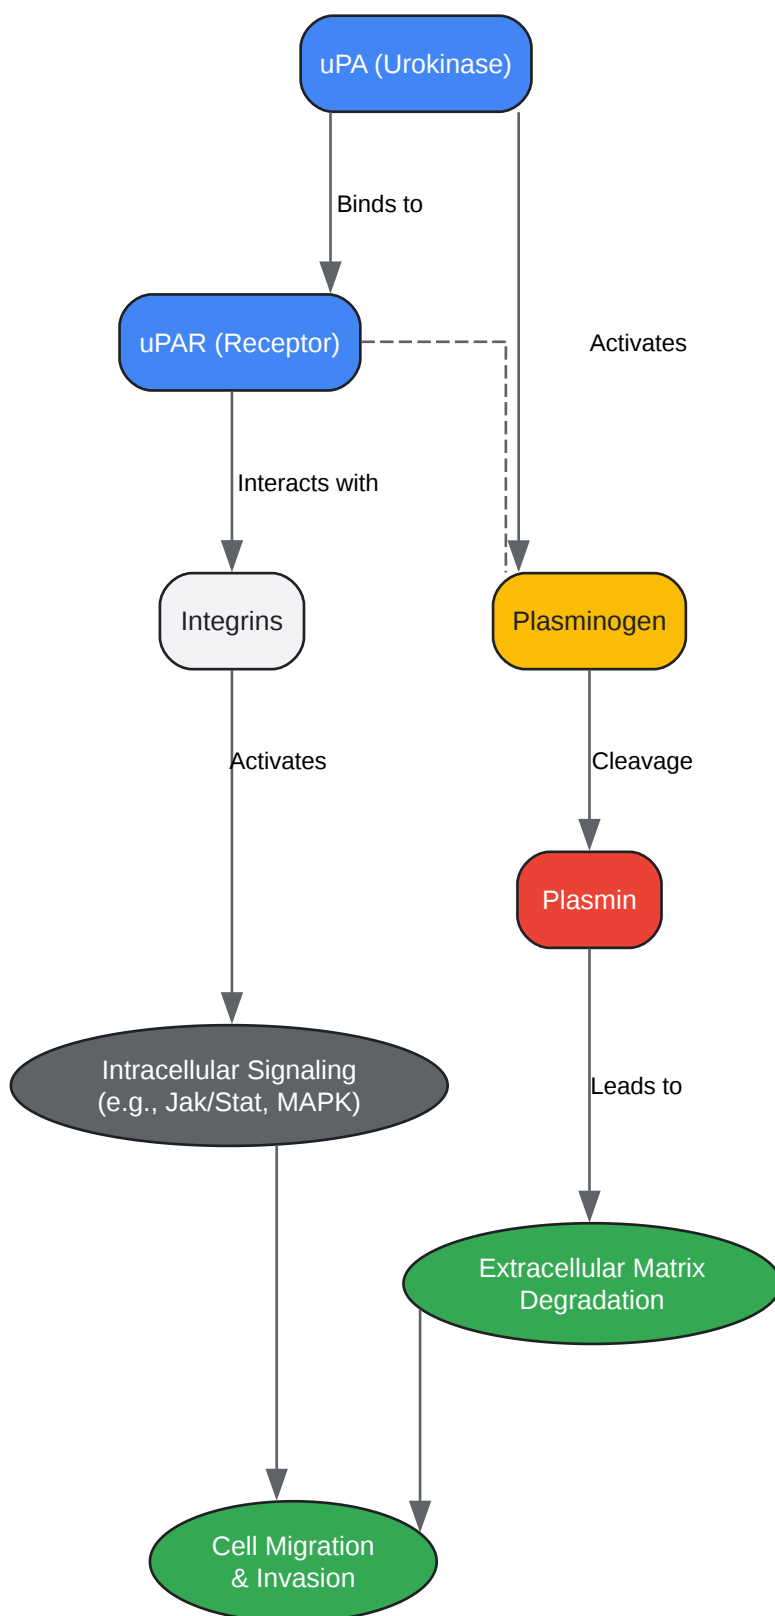 uPA (Urokinase)
Binds to
uPAR (Receptor)
Activates
Interacts with
Integrins
Plasminogen
Activates
Cleavage
Plasmin
Intracellular Signaling
(e.g., Jak/Stat, MAPK)
Leads to
Extracellular Matrix
Degradation
Cell Migration
& Invasion